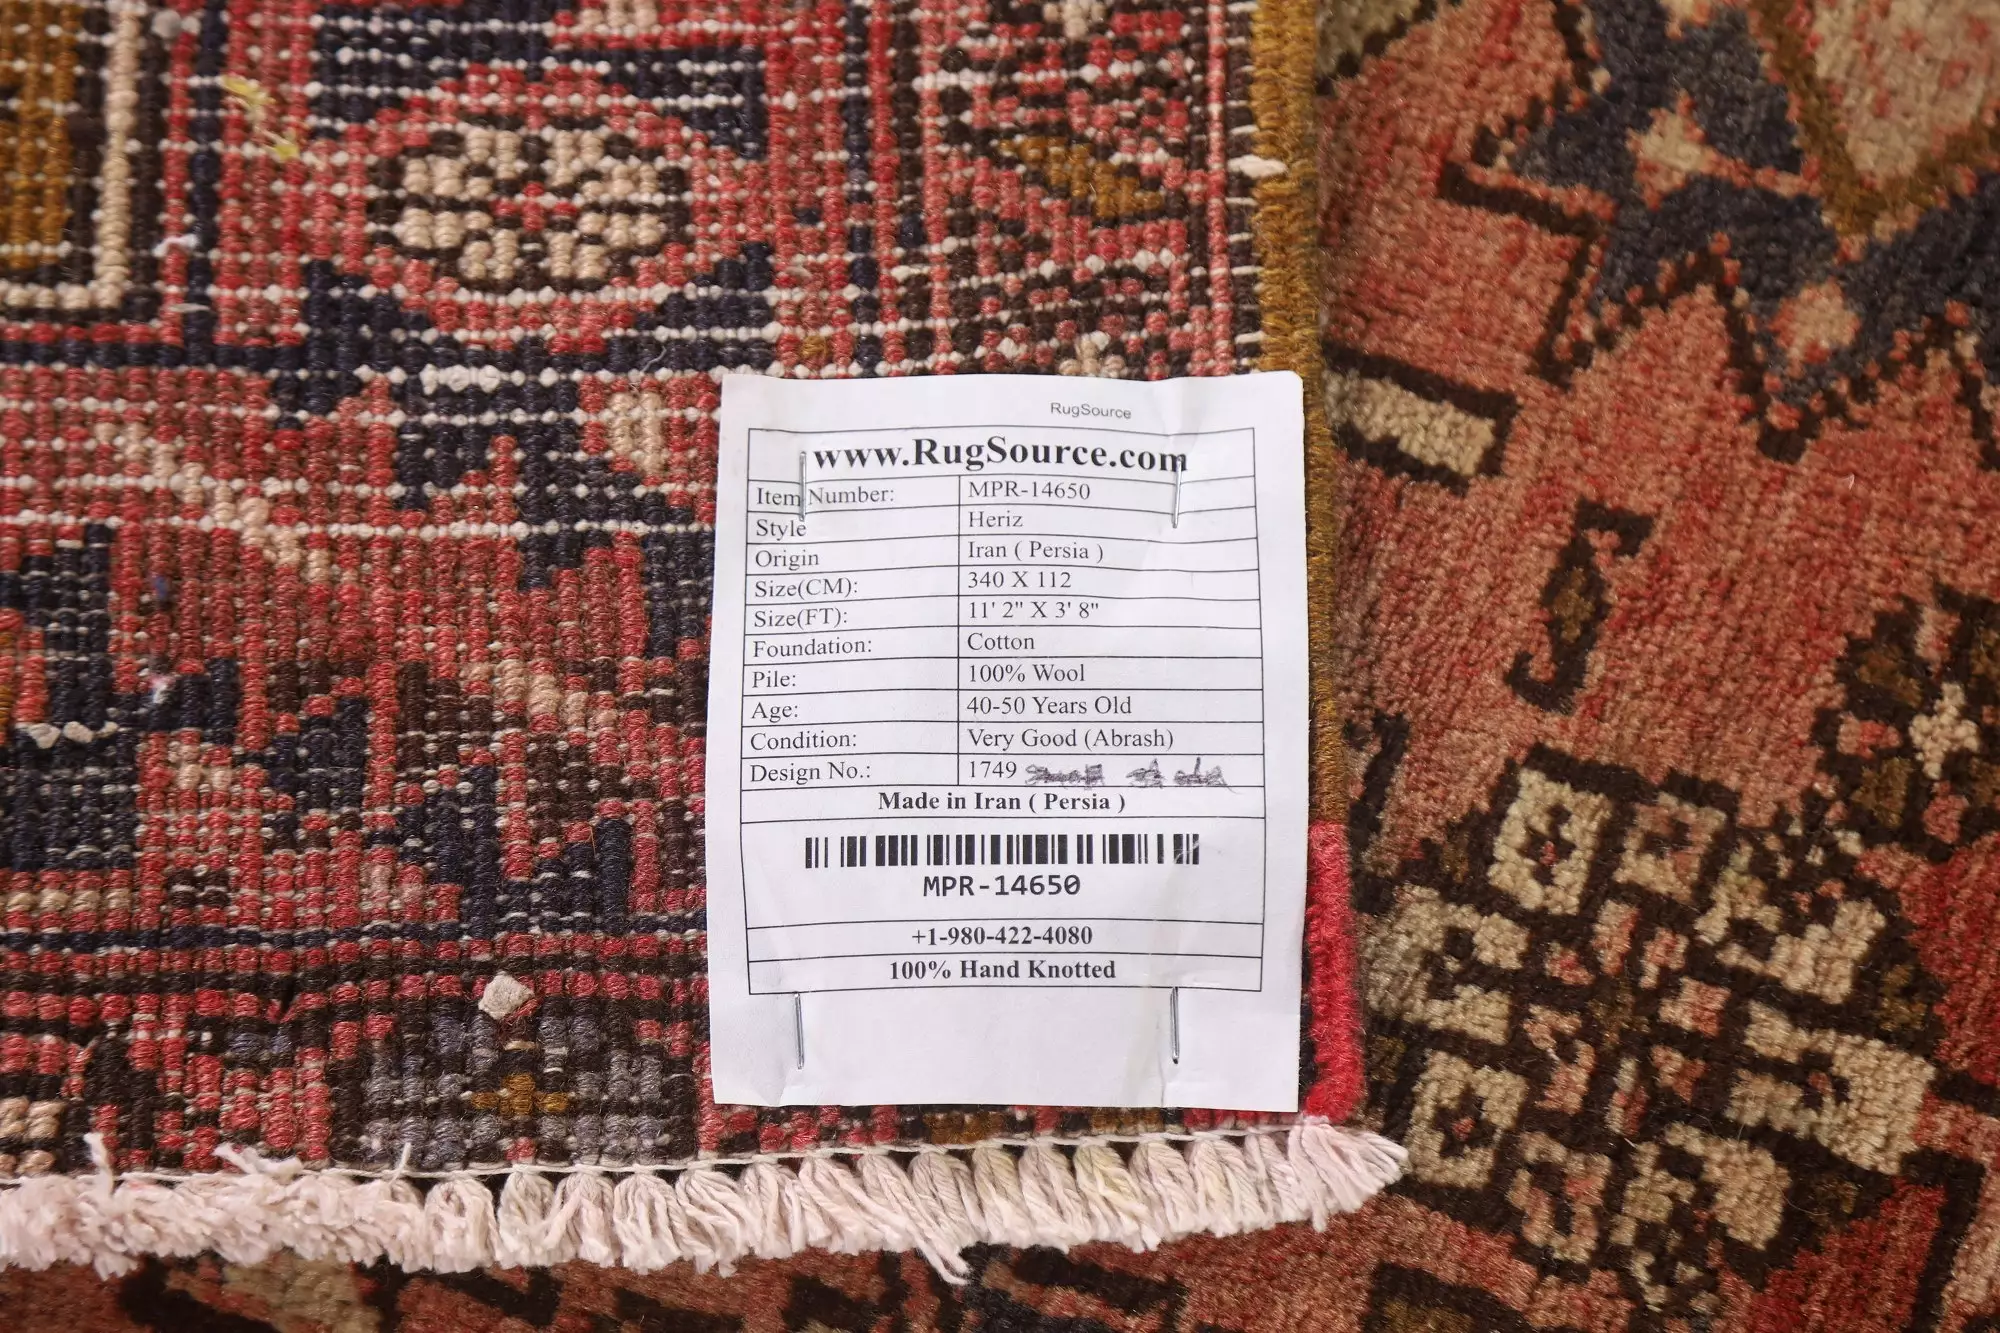 RugSource
www.RugSource.com
Item Number: MPR-14650
Style Heriz
Origin Iran ( Persia )
Size(CM): 340 X 112
Size(FT): 11' 2" X 3' 8"
Foundation: Cotton
Pile: 100% Wool
Age: 40-50 Years Old
Condition: Very Good (Abrash)
Design No.: 1749
Made in Iran ( Persia )
MPR-14650
+1-980-422-4080
100% Hand Knotted